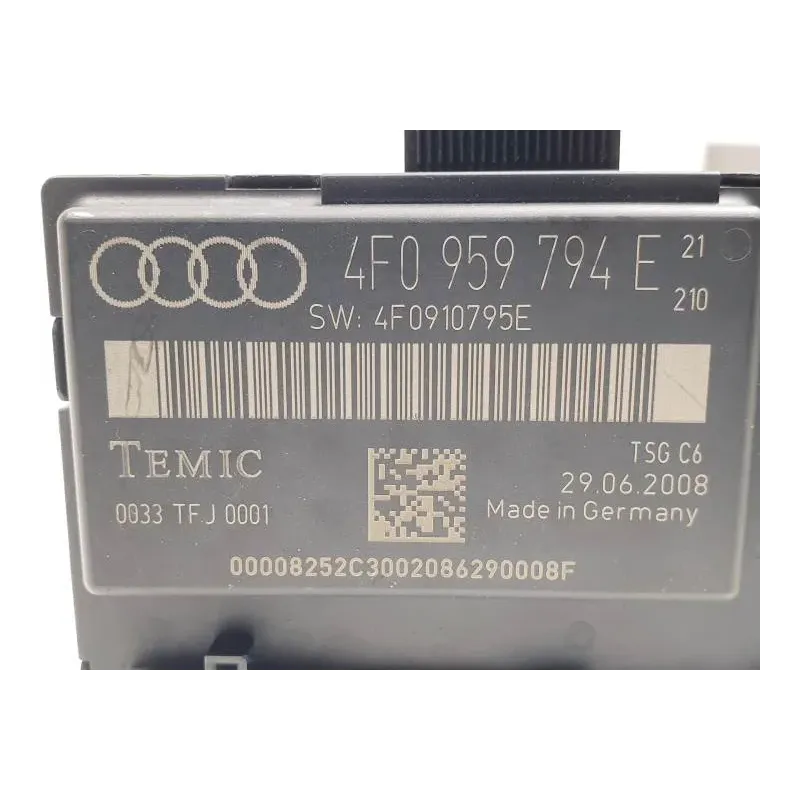 4F0 959 794 E 21
210
SW: 4F0910795E
TEMIC
TSG C6
29.06.2008
0033 TFJ 0001
Made in Germany
00008252C3002086290008F